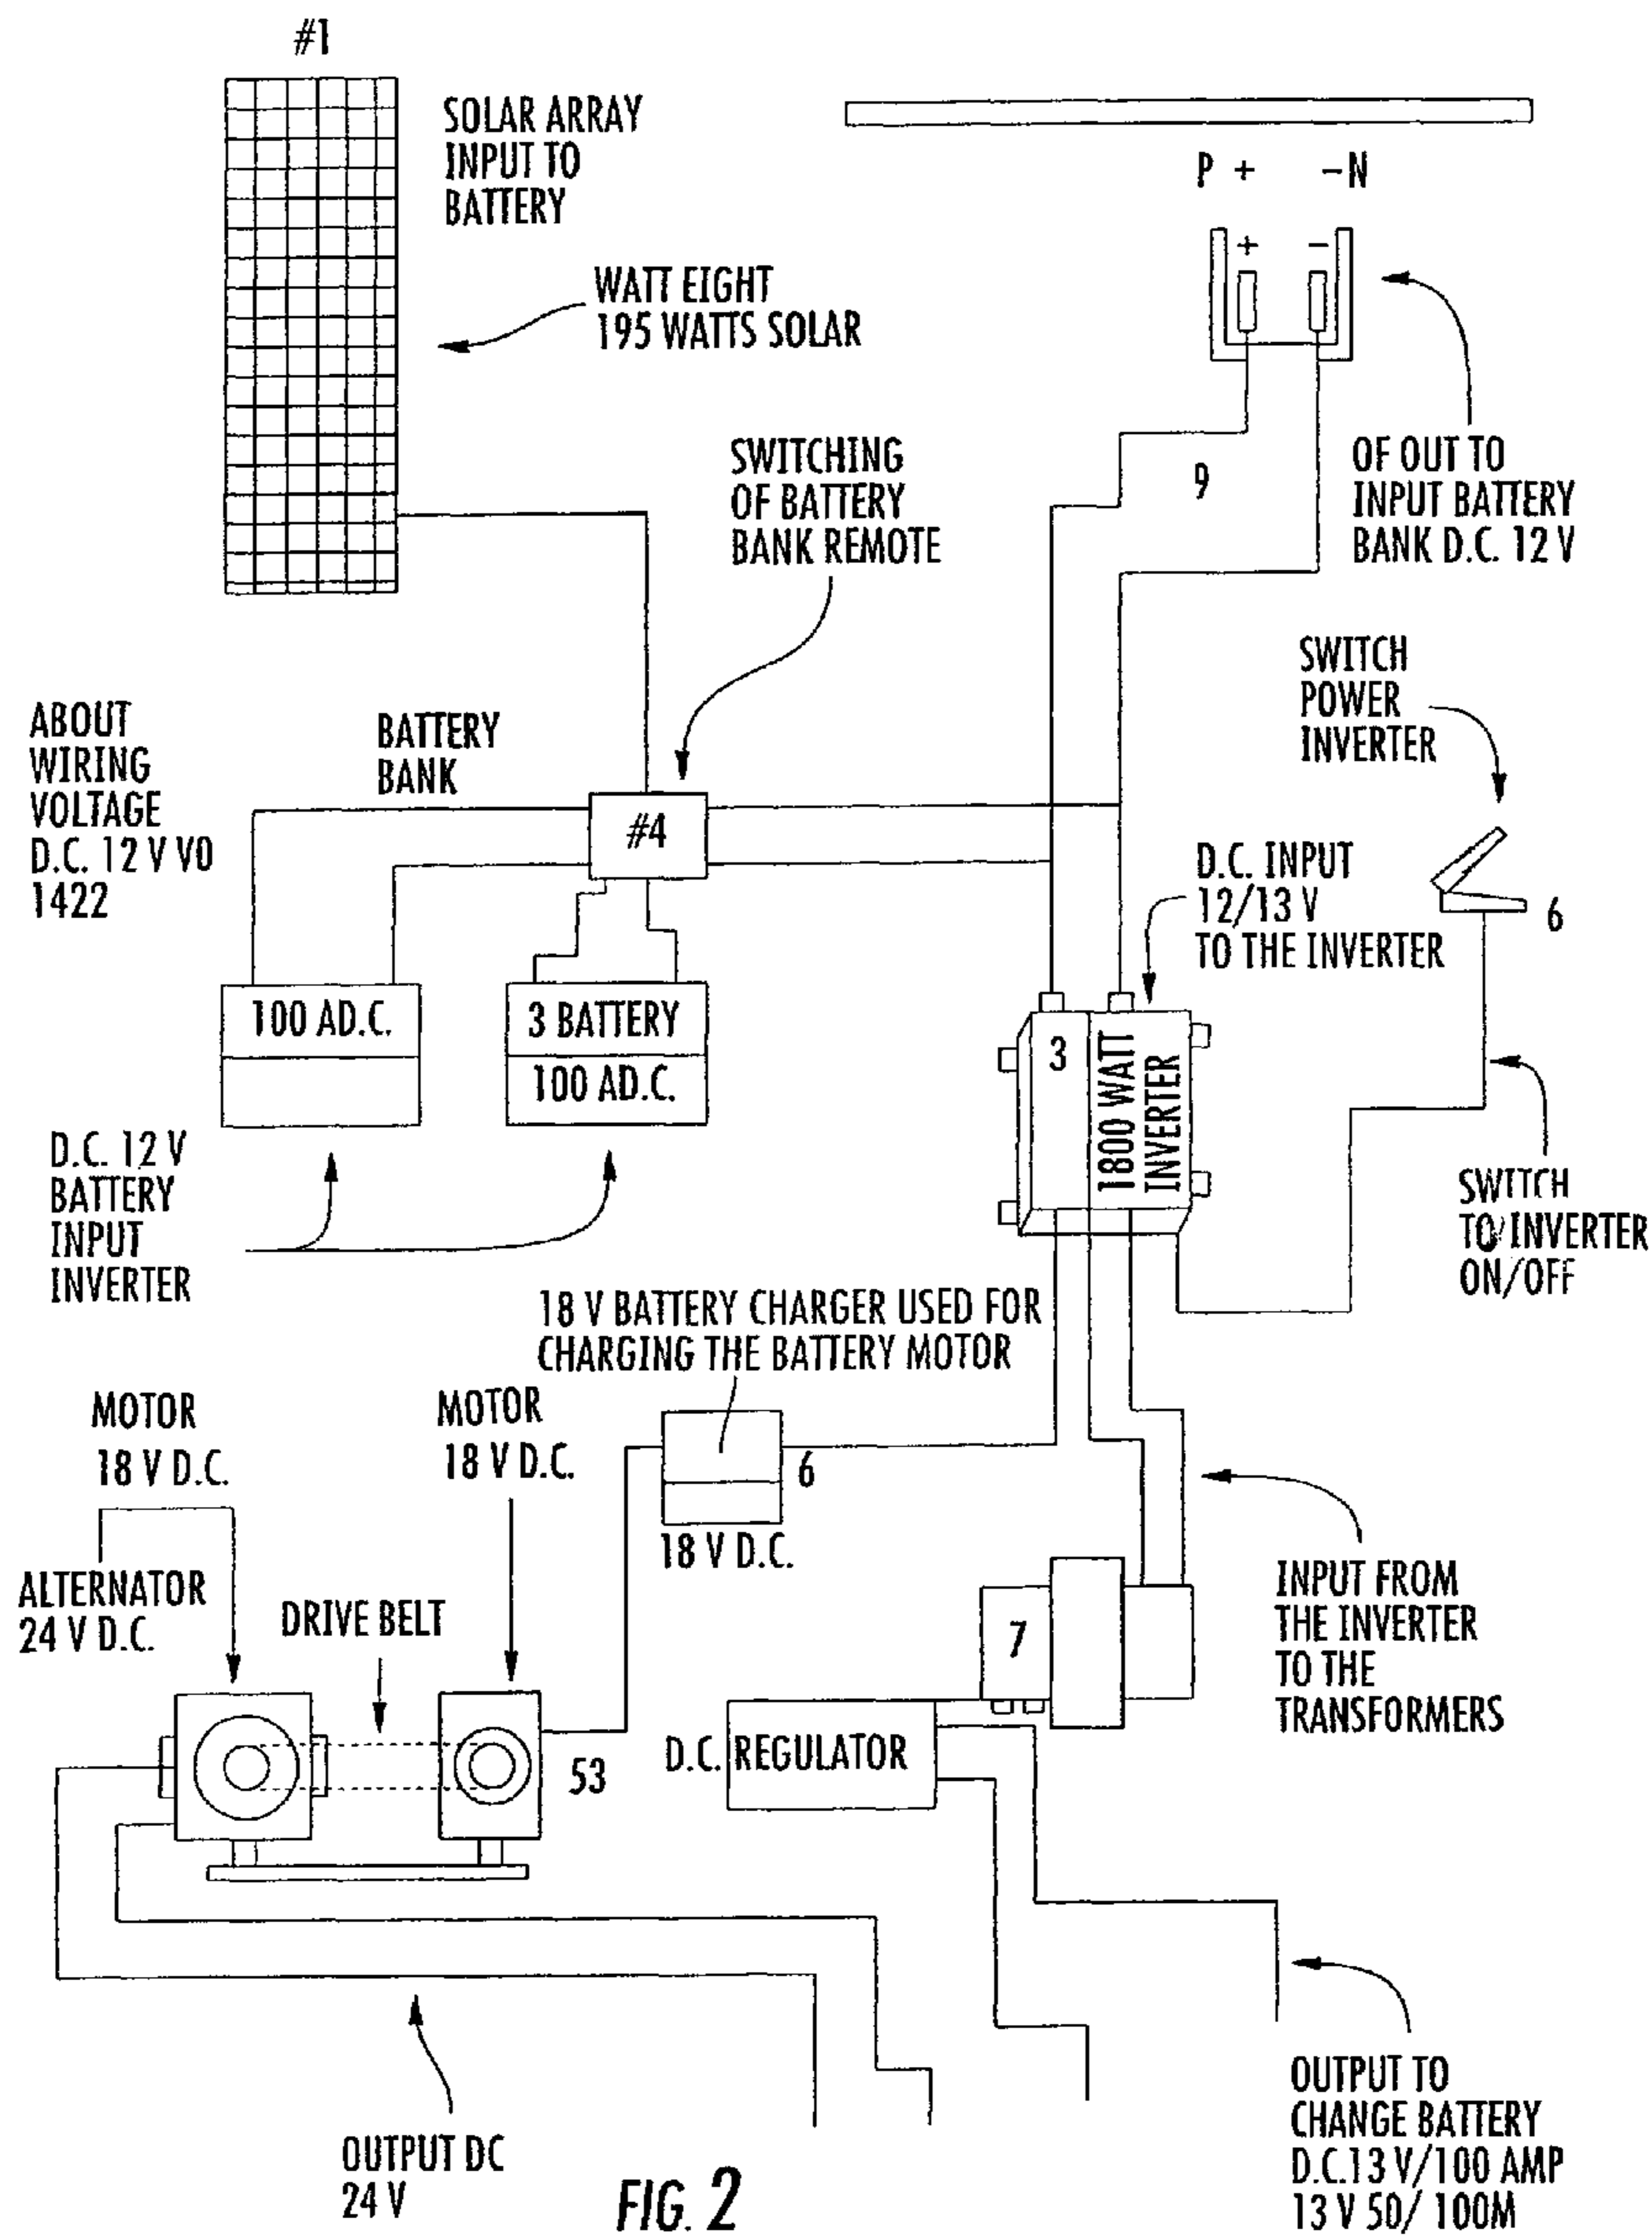 #1
SOLAR ARRAY
INPUT TO
BATTERY
P + - N
+ -
WATT EIGHT
195 WATTS SOLAR
SWITCHING
OF BATTERY
BANK REMOTE
9
OF OUT TO
INPUT BATTERY
BANK D.C. 12 V
SWITCH
POWER
INVERTER
ABOUT
WIRING
VOLTAGE
D.C. 12 V VO
1422
BATTERY
BANK
#4
D.C. INPUT
12/13 V
TO THE INVERTER
6
100 AD.C.
3 BATTERY
100 AD.C.
3
1800 WATT
INVERTER
D.C. 12 V
BATTERY
INPUT
INVERTER
SWITCH
TO INVERTER
ON/OFF
18 V BATTERY CHARGER USED FOR
CHARGING THE BATTERY MOTOR
MOTOR
18 V D.C.
MOTOR
18 V D.C.
6
18 V D.C.
ALTERNATOR
24 V D.C.
DRIVE BELT
INPUT FROM
THE INVERTER
TO THE
TRANSFORMERS
7
53
D.C. REGULATOR
OUTPUT DC
24 V
OUTPUT TO
CHANGE BATTERY
D.C.13 V/100 AMP
13 V 50/ 100M
FIG. 2